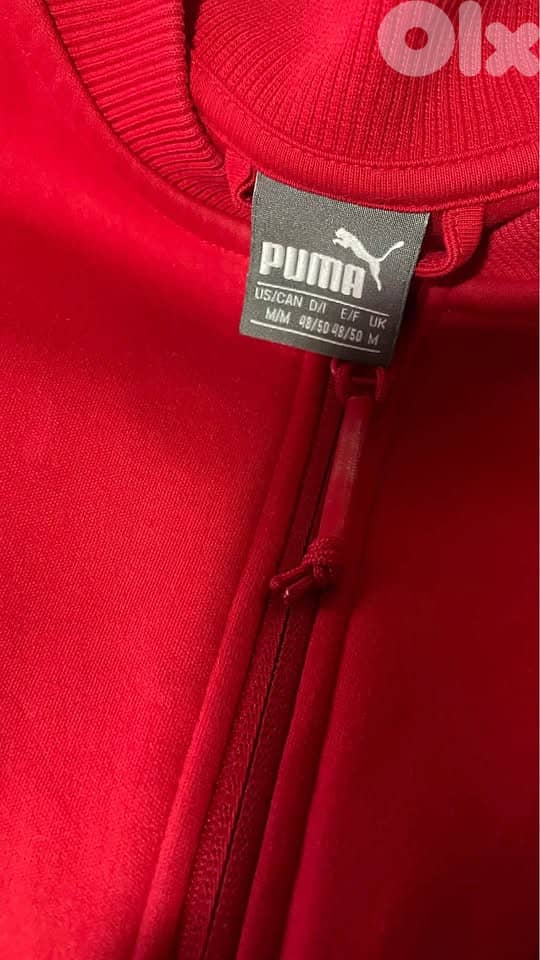 Olx
PUMA
US/CAN D/I E/F UK
M/M 48/50 48/50 M